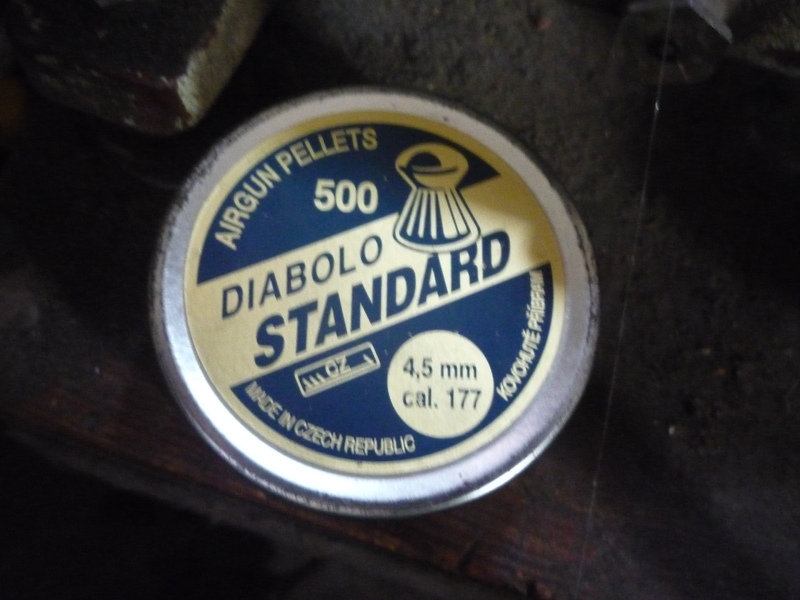 AIRGUN PELLETS
500
DIABOLO
STANDARD
CZ
4,5 mm
cal. 177
KOVOHUTĚ PŘÍBRAM
MADE IN CZECH REPUBLIC